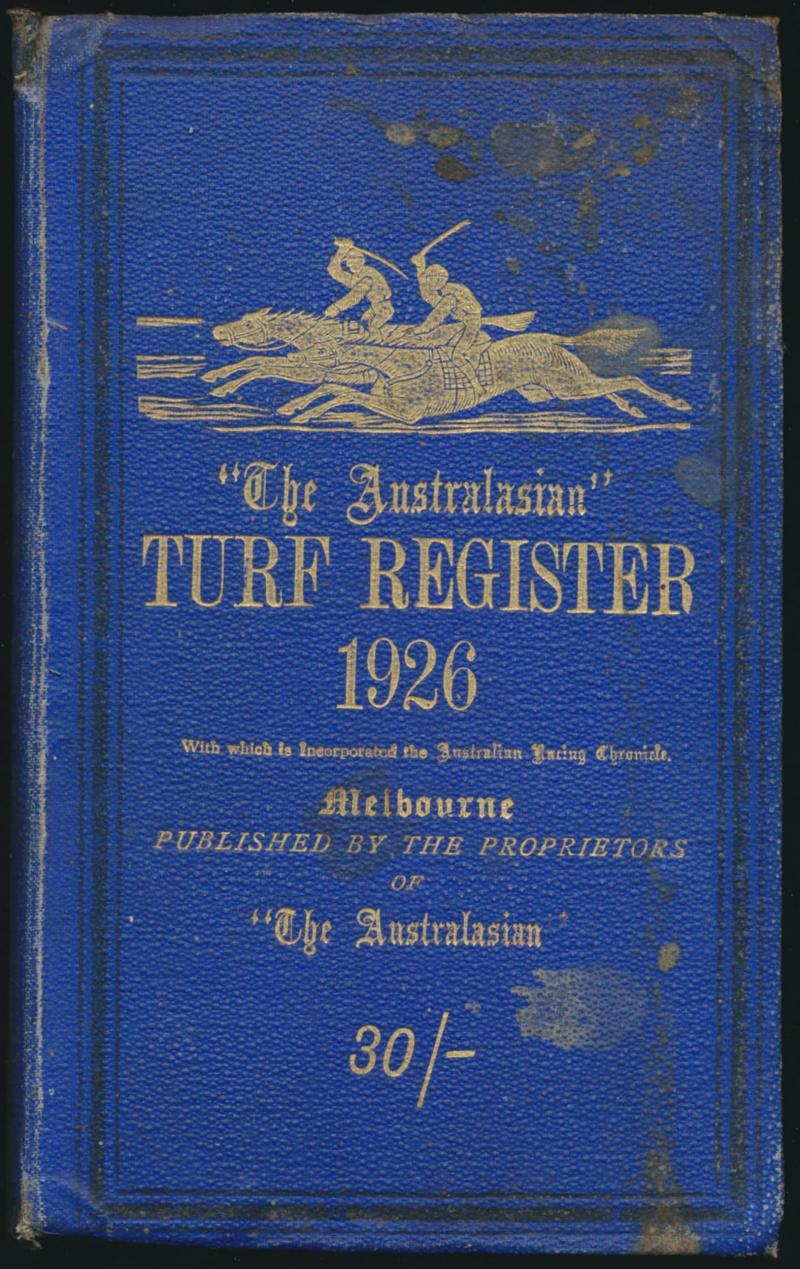 "The Australasian"
TURF REGISTER
1926
With which is Incorporated the Australian Racing Chronicle.
Melbourne
PUBLISHED BY THE PROPRIETORS
OF
"The Australasian"
30/-